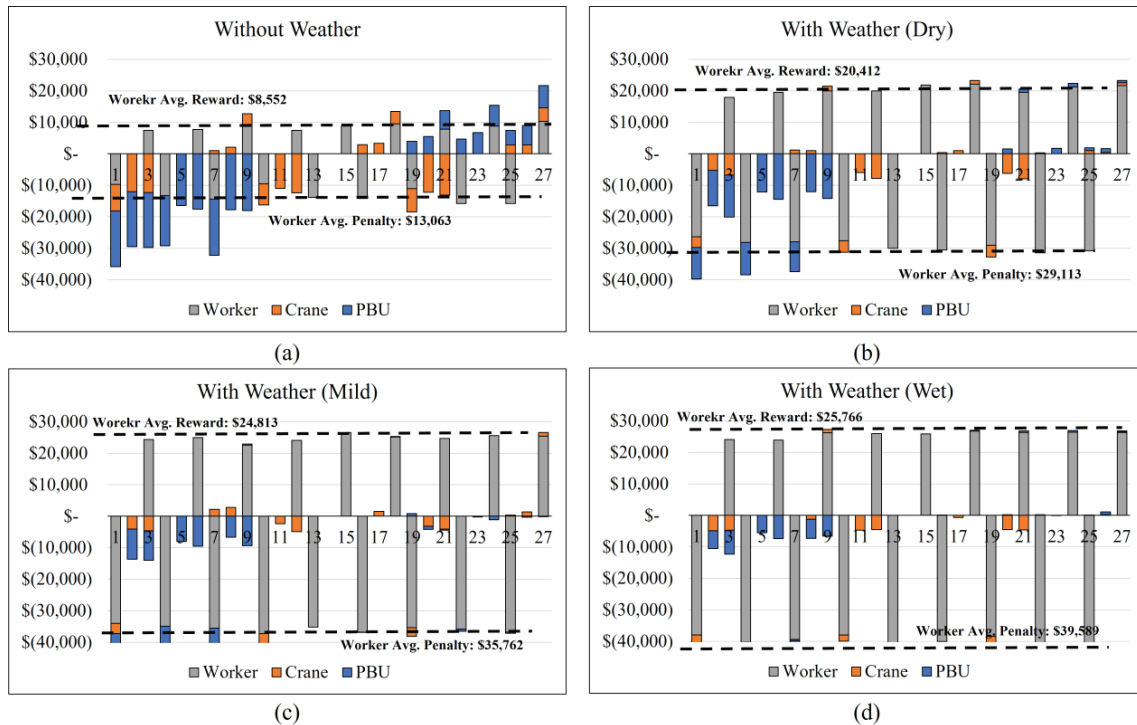 Without Weather
$30,000
Worekr Avg. Reward: $8,552
$20,000
$10,000
$-
1 3 5 7 9 11 13 15 17 19 21 23 25 27
$(10,000)
$(20,000)
Worker Avg. Penalty: $13,063
$(30,000)
$(40,000)
Worker Crane PBU
(a)
With Weather (Dry)
$30,000
Worekr Avg. Reward: $20,412
$20,000
$10,000
$-
1 3 5 7 9 11 13 15 17 19 21 23 25 27
$(10,000)
$(20,000)
$(30,000)
Worker Avg. Penalty: $29,113
$(40,000)
Worker Crane PBU
(b)
With Weather (Mild)
$30,000
Worekr Avg. Reward: $24,813
$20,000
$10,000
$-
1 3 5 7 9 11 13 15 17 19 21 23 25 27
$(10,000)
$(20,000)
$(30,000)
$(40,000)
Worker Avg. Penalty: $35,762
Worker Crane PBU
(c)
With Weather (Wet)
$30,000
Worekr Avg. Reward: $25,766
$20,000
$10,000
$-
1 3 5 7 9 11 13 15 17 19 21 23 25 27
$(10,000)
$(20,000)
$(30,000)
Worker Avg. Penalty: $39,589
$(40,000)
Worker Crane PBU
(d)